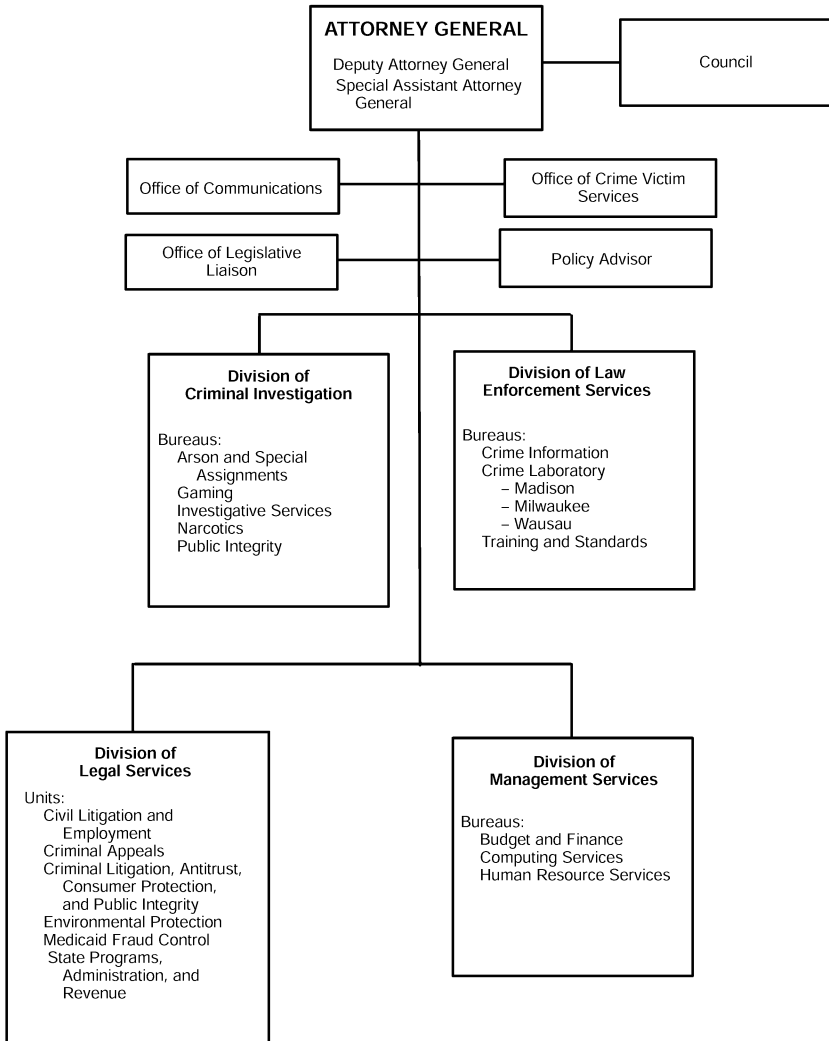 ATTORNEY GENERAL
Deputy Attorney General
Special Assistant Attorney
General
Council
Office of Communications
Office of Crime Victim
Services
Office of Legislative
Liaison
Policy Advisor
Division of
Criminal Investigation
Bureaus:
Arson and Special
Assignments
Gaming
Investigative Services
Narcotics
Public Integrity
Division of Law
Enforcement Services
Bureaus:
Crime Information
Crime Laboratory
– Madison
– Milwaukee
– Wausau
Training and Standards
Division of
Legal Services
Units:
Civil Litigation and
Employment
Criminal Appeals
Criminal Litigation, Antitrust,
Consumer Protection,
and Public Integrity
Environmental Protection
Medicaid Fraud Control
State Programs,
Administration, and
Revenue
Division of
Management Services
Bureaus:
Budget and Finance
Computing Services
Human Resource Services